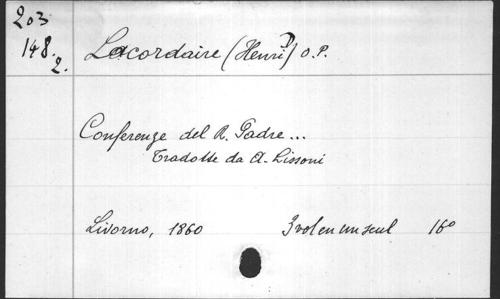 203
148.
2.
Lacordaire (Henri?) O.P.
Conferenze del R. Padre...
Tradotte da A. Lissoni
Livorno, 1860 3 vol en un seul 16°